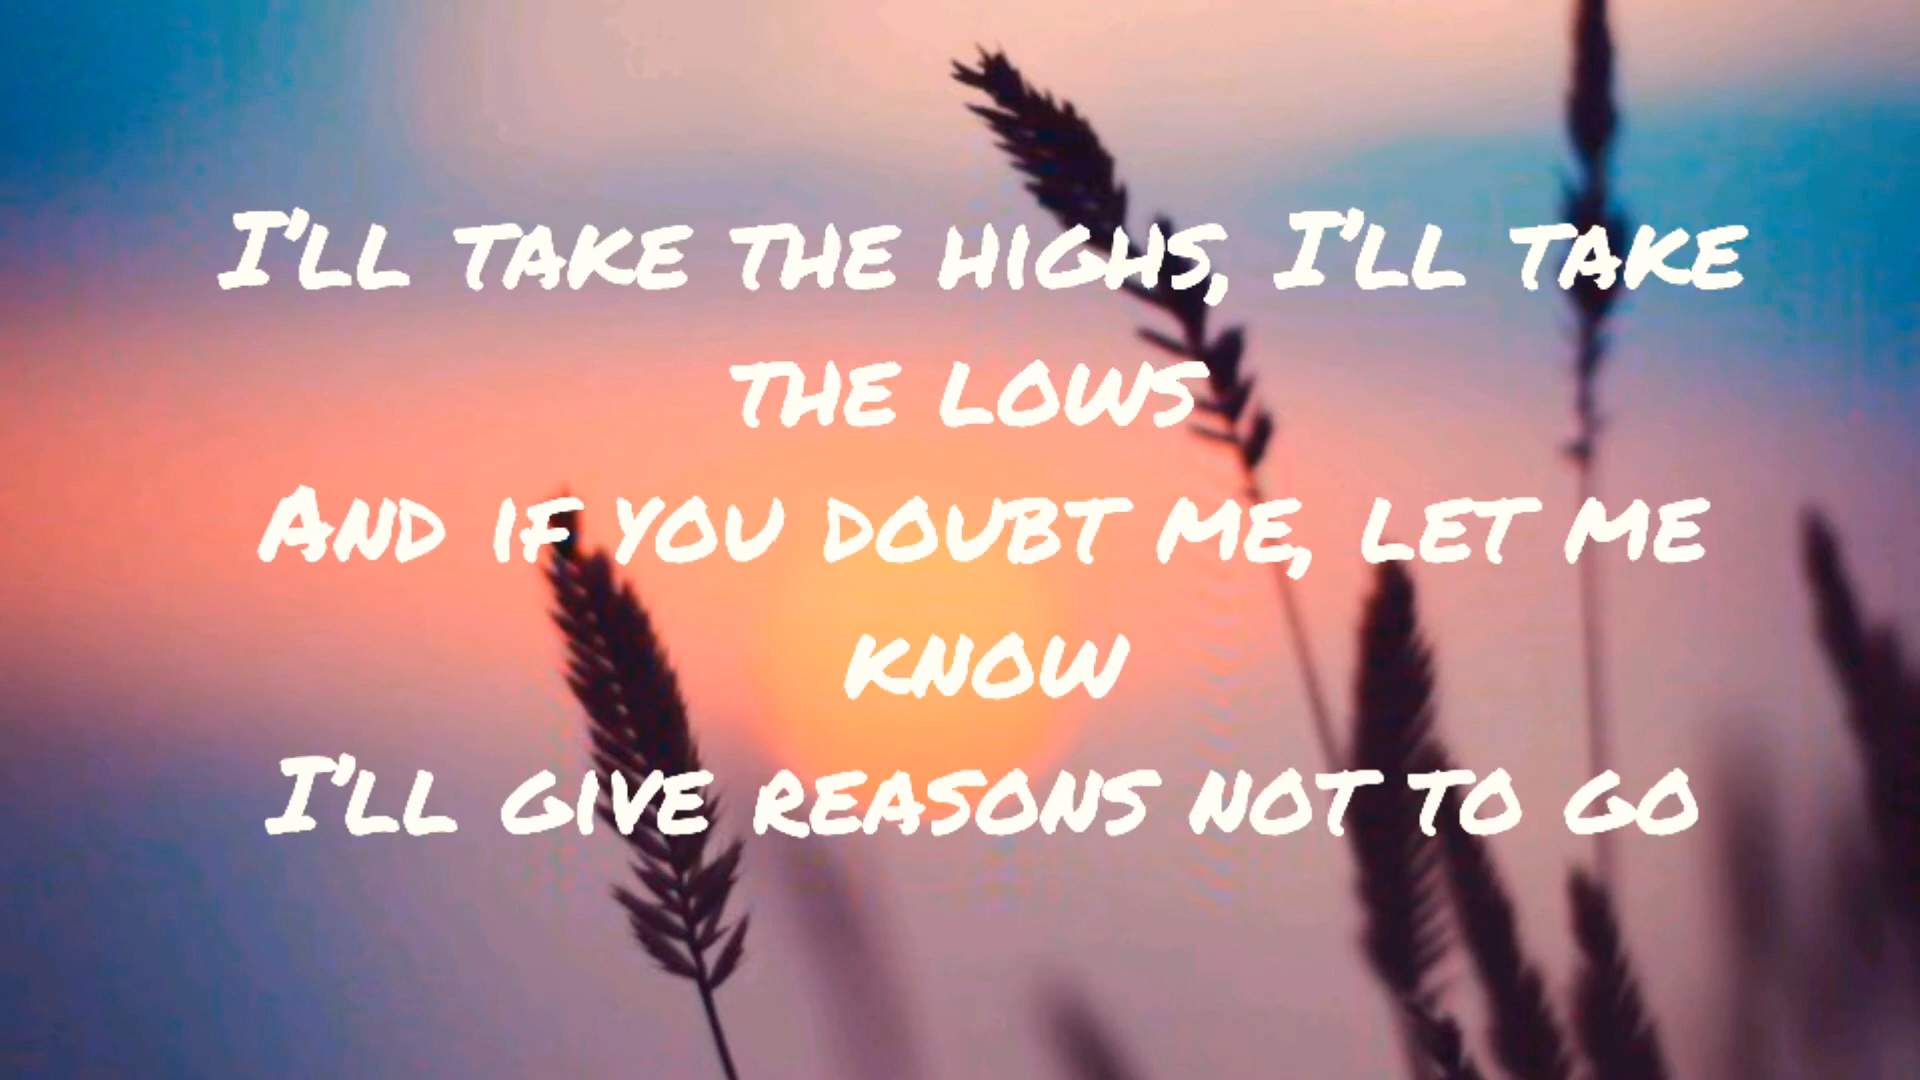 I'll take the highs, I'll take
the lows
And if you doubt me, let me
know
I'll give reasons not to go